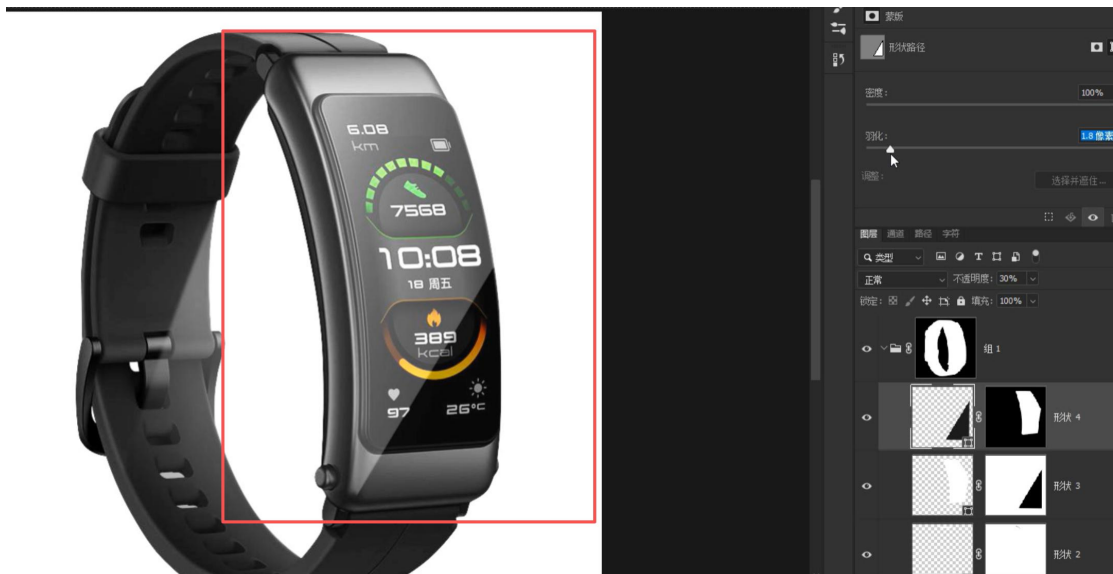 6.08
km
7568
10:08
18 周五
389
kcal
97
26°C
蒙版
形状路径
密度：
100%
羽化：
1.8 像素
调整：
选择并遮住...
图层 通道 路径 字符
类型
正常
不透明度： 30%
锁定： 填充： 100%
组 1
形状 4
形状 3
形状 2